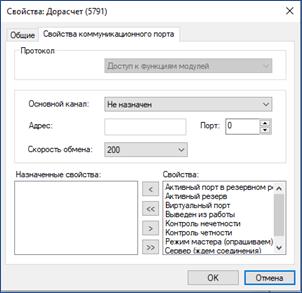 Свойства: Дорасчет (5791)
Общие
Свойства коммуникационного порта
Протокол
Доступ к функциям модулей
Основной канал:
Не назначен
Адрес:
Порт:
0
Скорость обмена:
200
Назначенные свойства:
Свойства:
<
<<
>
>>
Активный порт в резервном ре
Активный резерв
Виртуальный порт
Выведен из работы
Контроль нечетности
Контроль четности
Режим мастера (опрашиваем)
Сервер (ждем соединения)
OK
Отмена